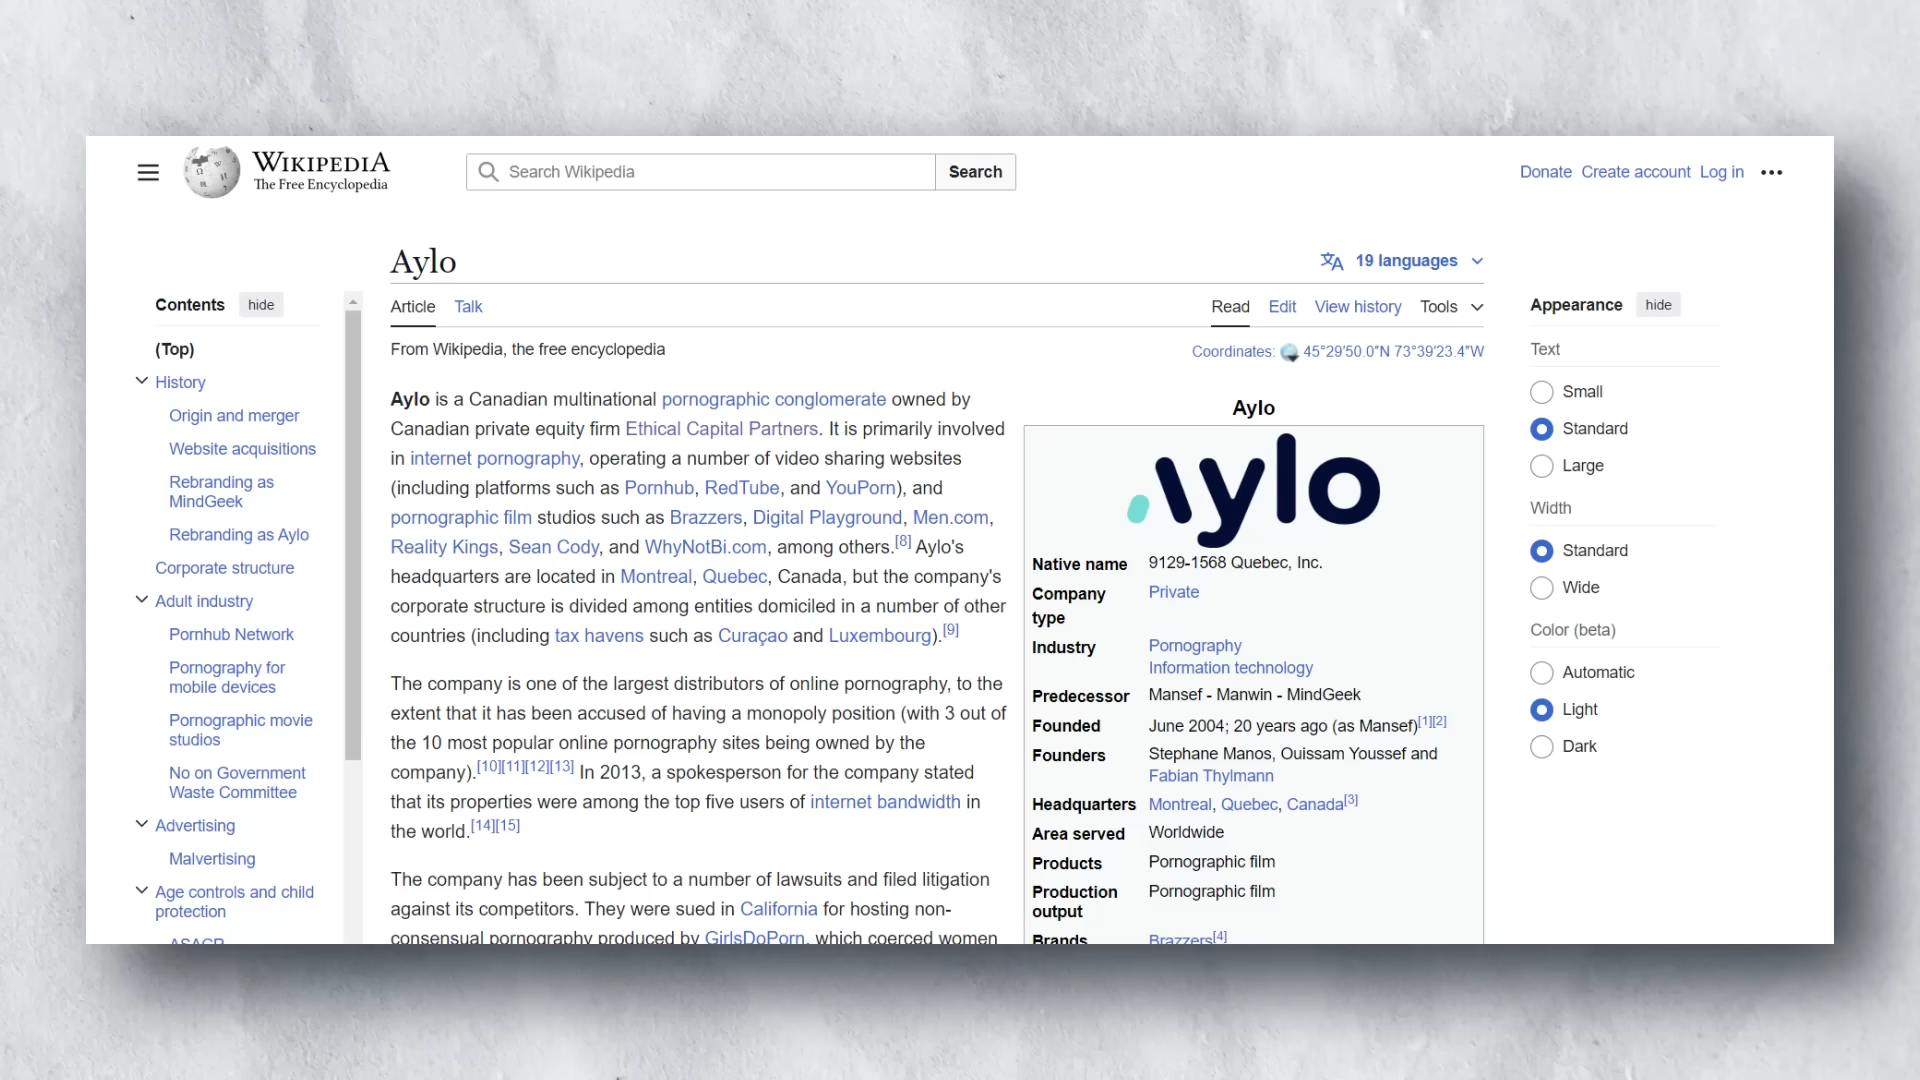 WIKIPEDIA
The Free Encyclopedia
Search Wikipedia
Search
Donate Create account Log in
Aylo
19 languages
Contents hide
(Top)
History
Origin and merger
Website acquisitions
Rebranding as
MindGeek
Rebranding as Aylo
Corporate structure
Adult industry
Pornhub Network
Pornography for
mobile devices
Pornographic movie
studios
No on Government
Waste Committee
Advertising
Malvertising
Age controls and child
protection
ASACP
Article Talk
Read Edit View history Tools
From Wikipedia, the free encyclopedia
Coordinates: 45°29′50.0″N 73°39′23.4″W
Aylo is a Canadian multinational pornographic conglomerate owned by
Canadian private equity firm Ethical Capital Partners. It is primarily involved
in internet pornography, operating a number of video sharing websites
(including platforms such as Pornhub, RedTube, and YouPorn), and
pornographic film studios such as Brazzers, Digital Playground, Men.com,
Reality Kings, Sean Cody, and WhyNotBi.com, among others.[8] Aylo's
headquarters are located in Montreal, Quebec, Canada, but the company's
corporate structure is divided among entities domiciled in a number of other
countries (including tax havens such as Curaçao and Luxembourg).[9]
The company is one of the largest distributors of online pornography, to the
extent that it has been accused of having a monopoly position (with 3 out of
the 10 most popular online pornography sites being owned by the
company).[10][11][12][13] In 2013, a spokesperson for the company stated
that its properties were among the top five users of internet bandwidth in
the world.[14][15]
The company has been subject to a number of lawsuits and filed litigation
against its competitors. They were sued in California for hosting non-
consensual pornography produced by GirlsDoPorn, which coerced women
Aylo
Aylo
Native name 9129-1568 Quebec, Inc.
Company Private
type
Industry Pornography
Information technology
Predecessor Mansef - Manwin - MindGeek
Founded June 2004; 20 years ago (as Mansef)[1][2]
Founders Stephane Manos, Ouissam Youssef and
Fabian Thylmann
Headquarters Montreal, Quebec, Canada[3]
Area served Worldwide
Products Pornographic film
Production Pornographic film
output
Brands Brazzers[4]
Appearance hide
Text
Small
Standard
Large
Width
Standard
Wide
Color (beta)
Automatic
Light
Dark